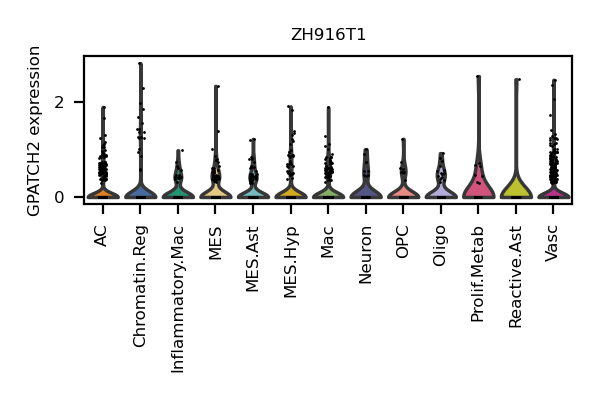 ZH916T1
GPATCH2 expression
2
0
AC
Chromatin.Reg
Inflammatory.Mac
MES
MES.Ast
MES.Hyp
Mac
Neuron
OPC
Oligo
Prolif.Metab
Reactive.Ast
Vasc